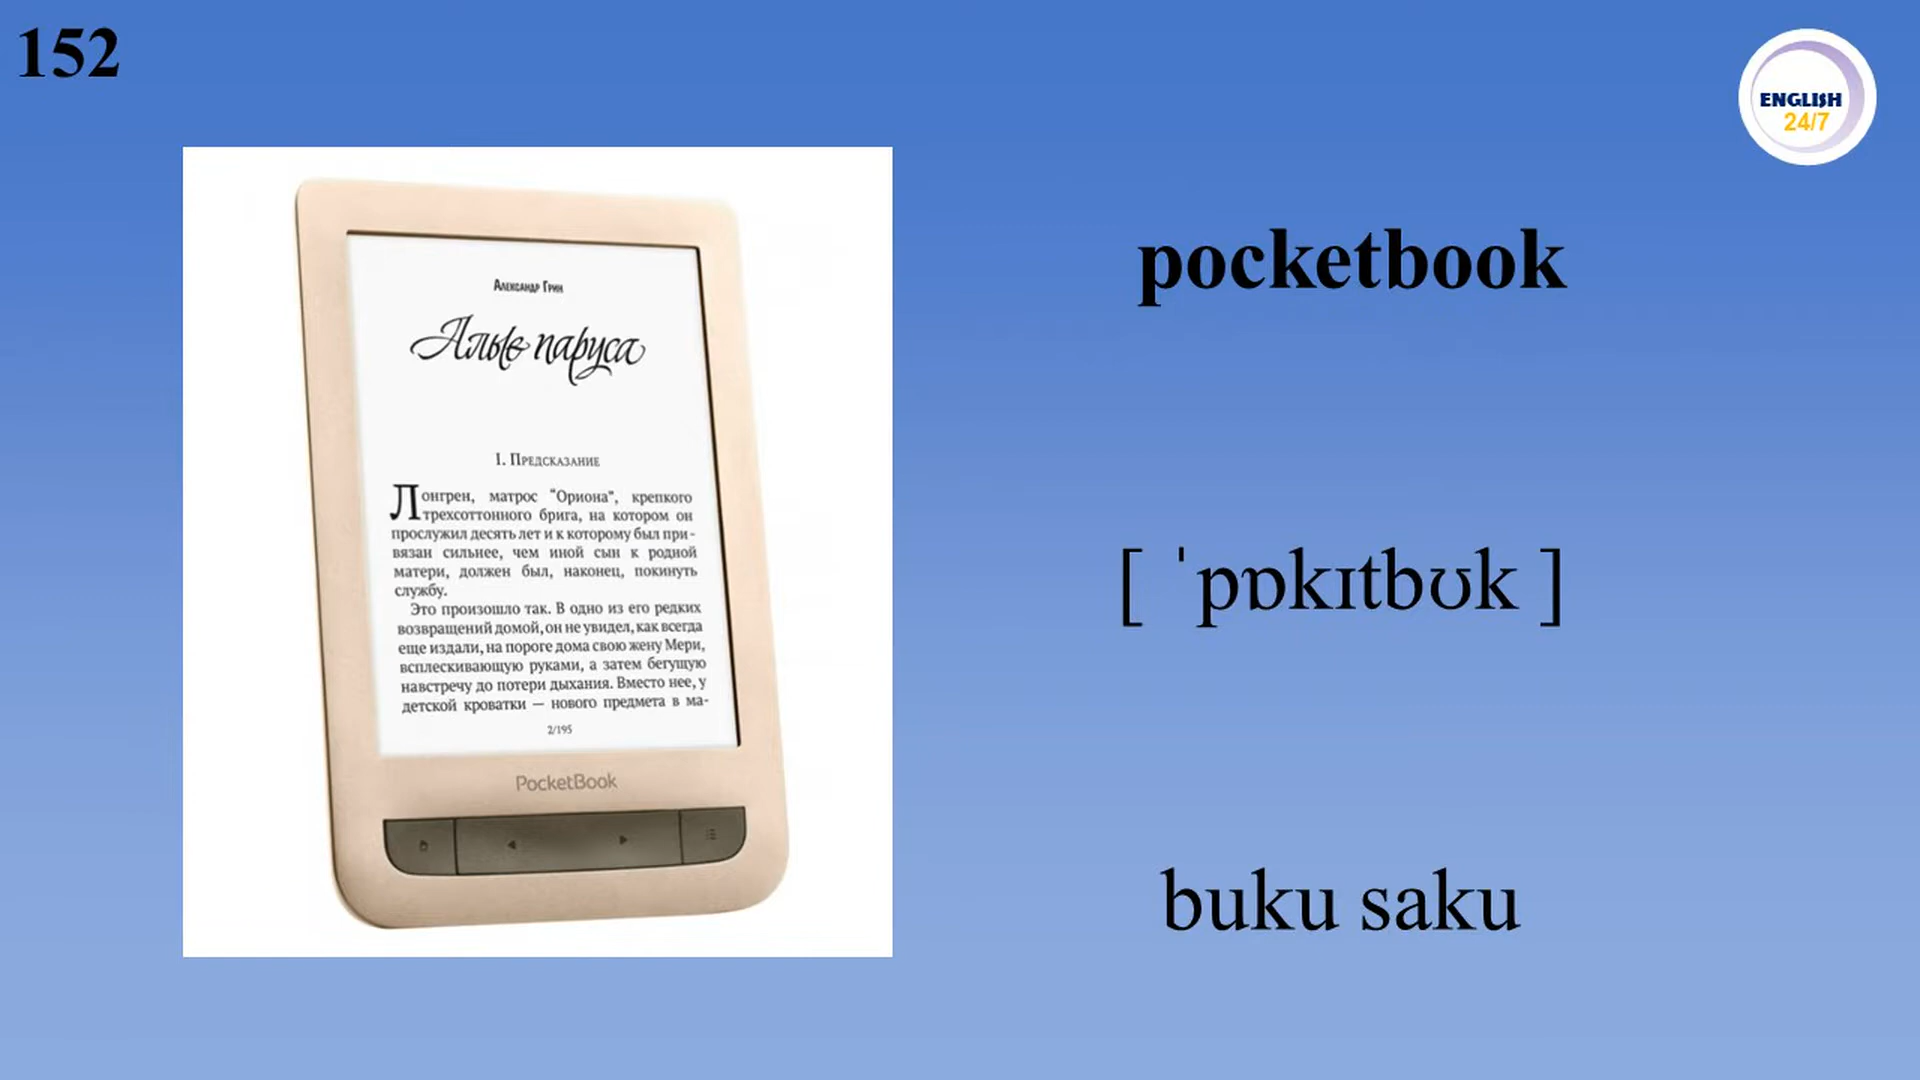 152
ENGLISH
24/7
pocketbook
[ ˈpɒkɪtbʊk ]
buku saku
Александр Грин
Алые паруса
1. Предсказание
Лонгрен, матрос "Ориона", крепкого
трехсоттонного брига, на котором он
прослужил десять лет и к которому был при-
вязан сильнее, чем иной сын к родной
матери, должен был, наконец, покинуть
службу.
Это произошло так. В одно из его редких
возвращений домой, он не увидел, как всегда
еще издали, на пороге дома свою жену Мери,
всплескивающую руками, а затем бегущую
навстречу до потери дыхания. Вместо нее, у
детской кроватки — нового предмета в ма-
2/195
PocketBook